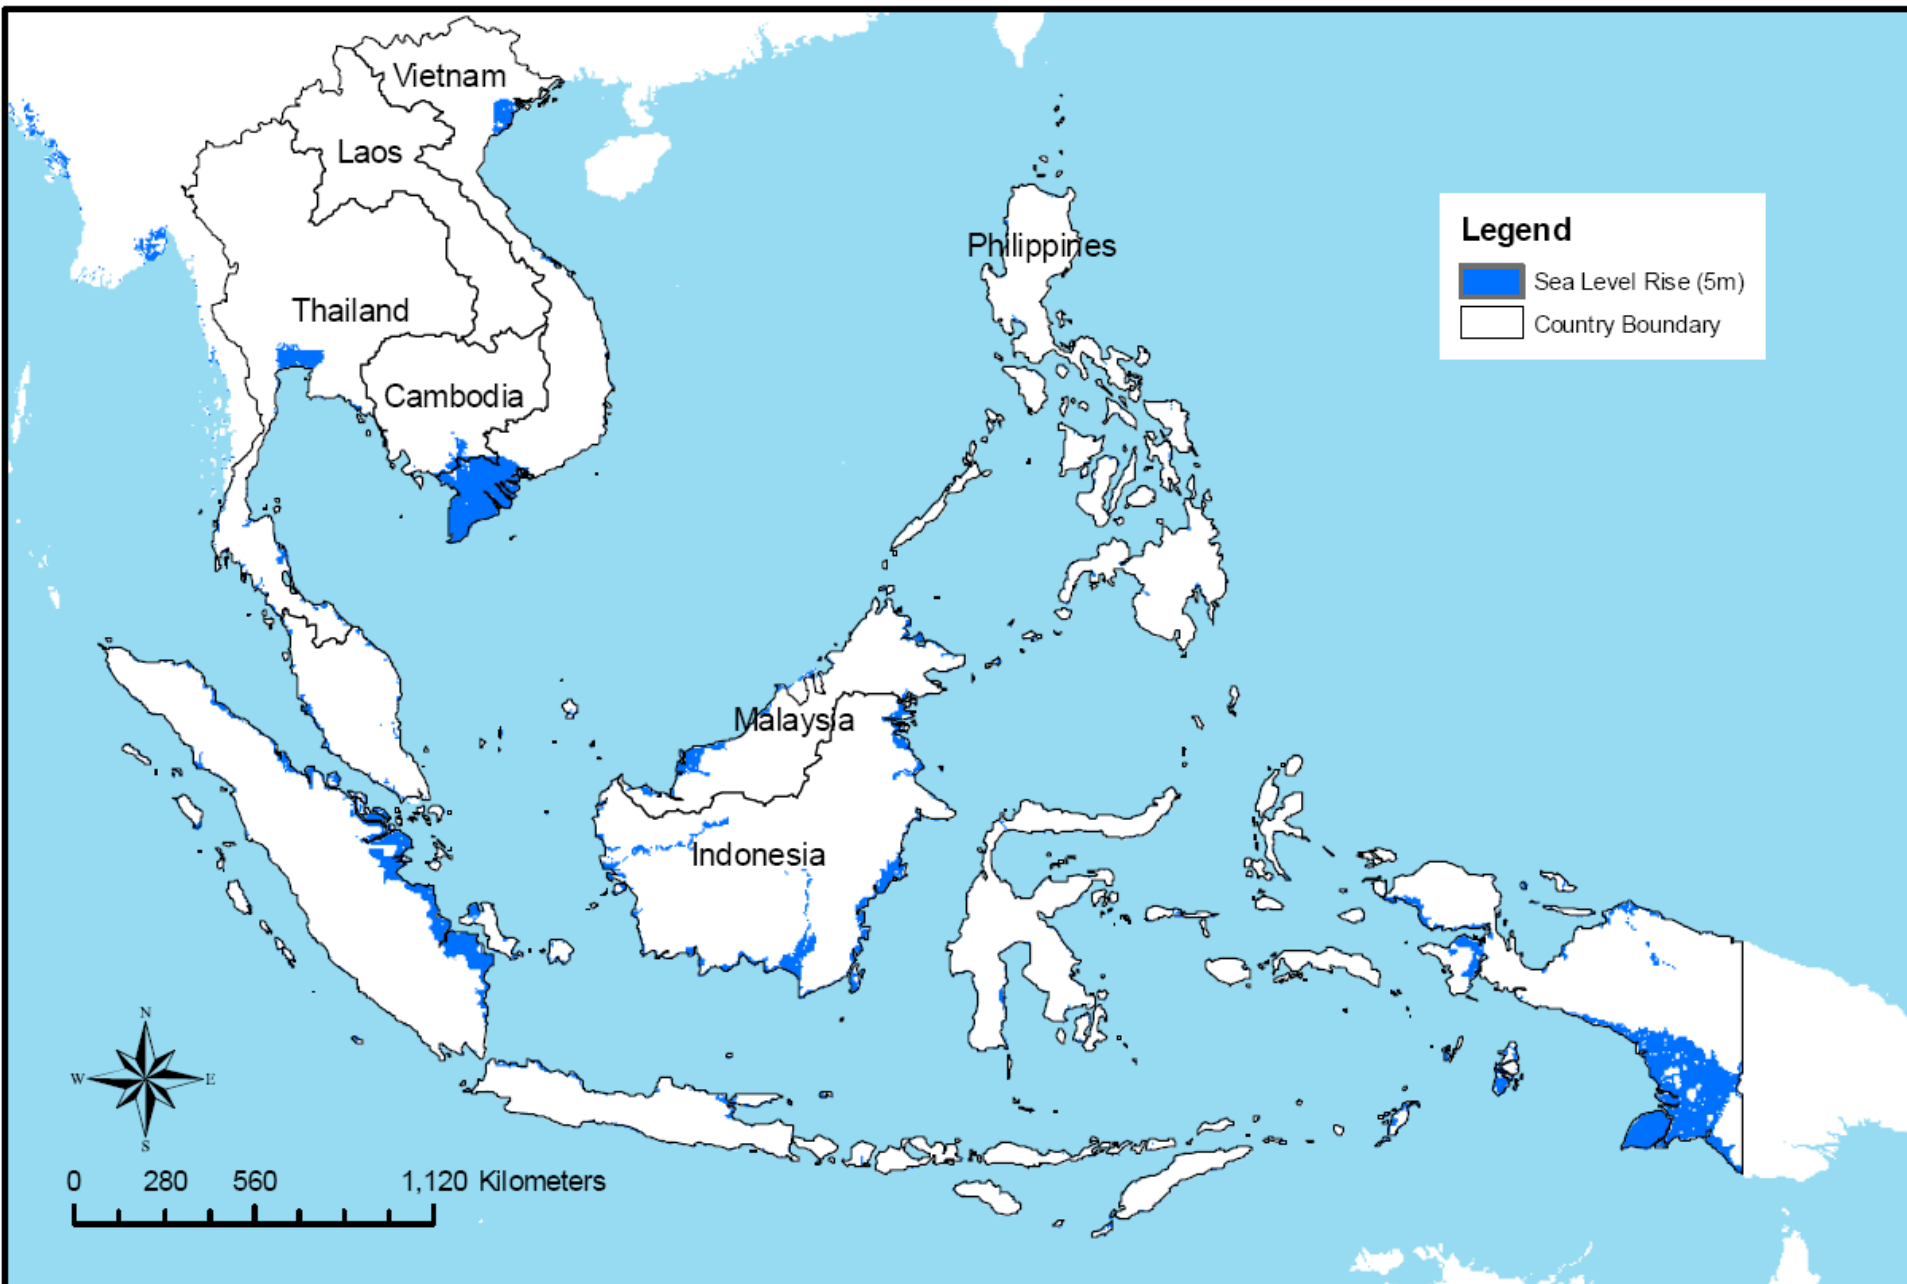 Vietnam
Laos
Philippines
Thailand
Cambodia
Malaysia
Indonesia
Legend
Sea Level Rise (5m)
Country Boundary
N
W E
S
0 280 560 1,120 Kilometers